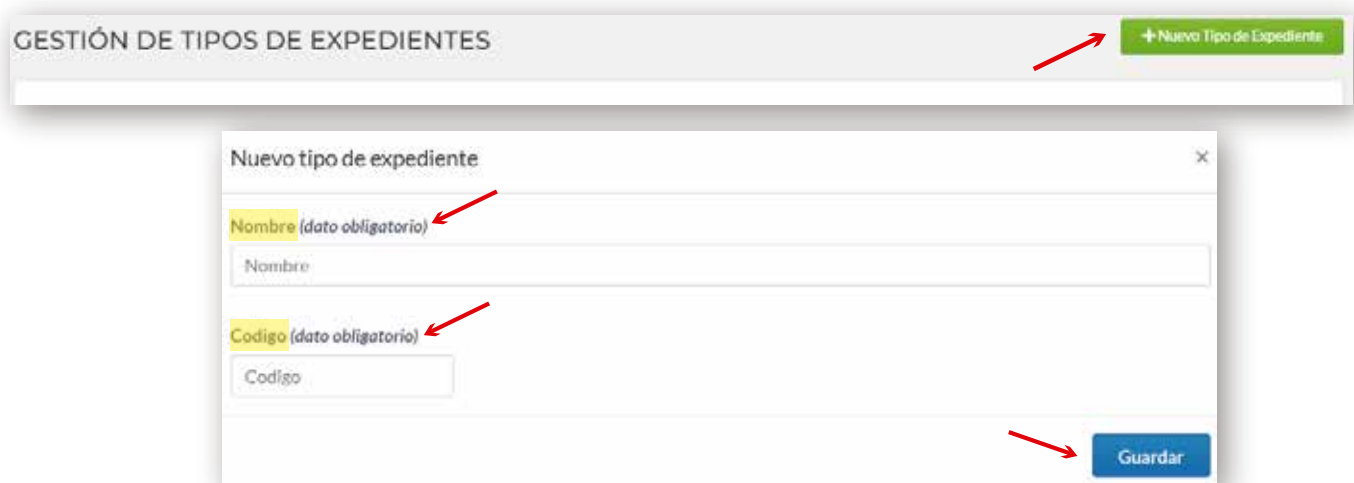 GESTIÓN DE TIPOS DE EXPEDIENTES
+Nuevo Tipo de Expediente
Nuevo tipo de expediente ×
Nombre (dato obligatorio)
Nombre
Codigo (dato obligatorio)
Codigo
Guardar